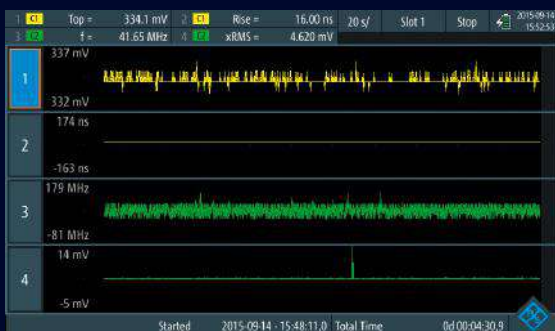 1 C1 Top = 334.1 mV 2 C1 Rise = 16.00 ns 20 s/ Slot 1 Stop 2015-09-14
3 C2 f = 41.65 MHz 4 C2 xRMS = 4.620 mV 15:52:53
337 mV
1
332 mV
174 ns
2
-163 ns
179 MHz
3
-81 MHz
14 mV
4
-5 mV
Started 2015-09-14 - 15:48:11.0 Total Time 0d 00:04:30.9